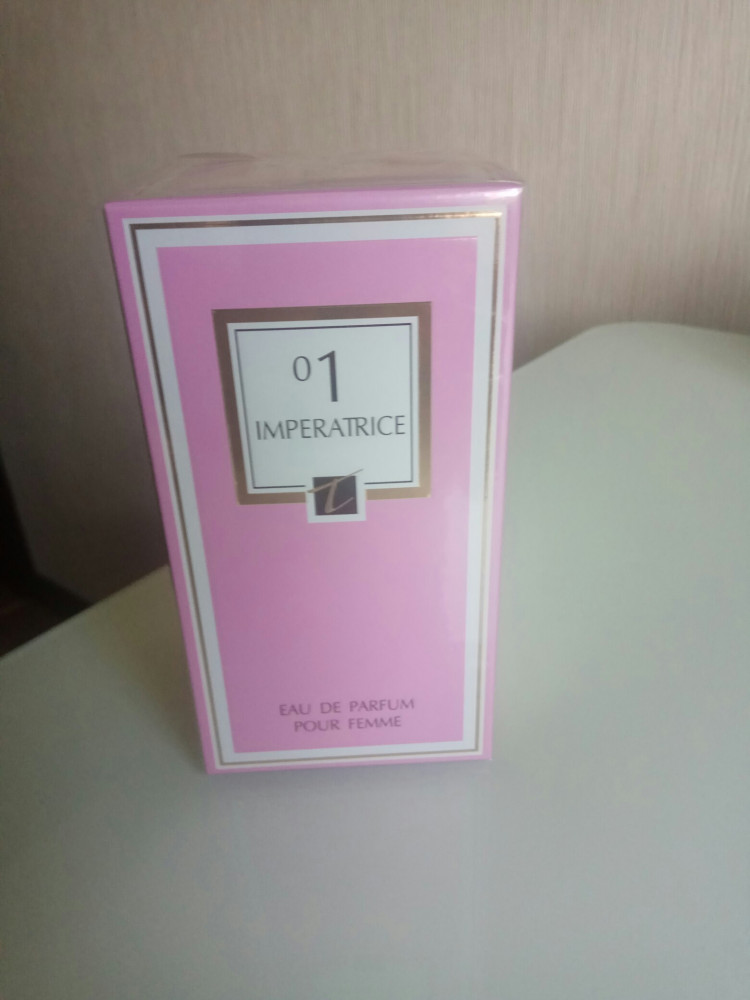 01
IMPERATRICE
t
EAU DE PARFUM
POUR FEMME